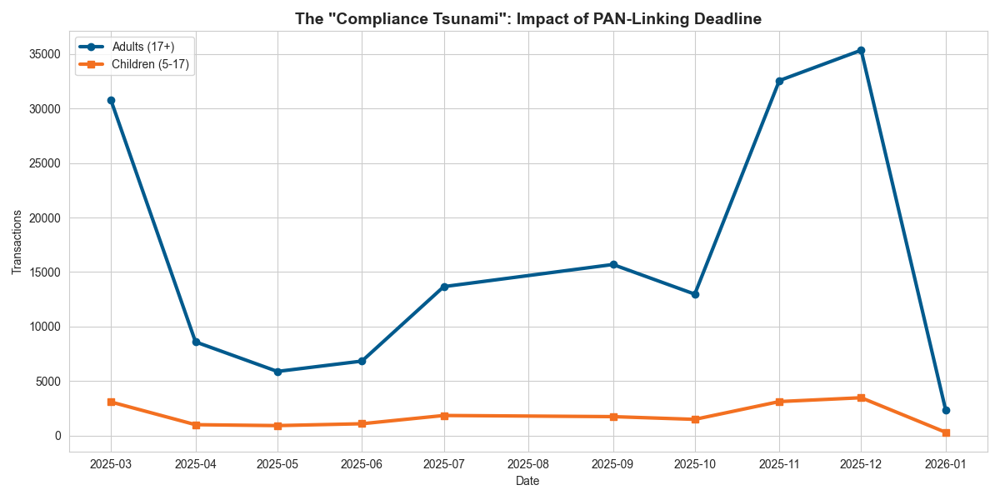 The "Compliance Tsunami": Impact of PAN-Linking Deadline
Adults (17+)
Children (5-17)
Transactions
35000
30000
25000
20000
15000
10000
5000
0
2025-03 2025-04 2025-05 2025-06 2025-07 2025-08 2025-09 2025-10 2025-11 2025-12 2026-01
Date